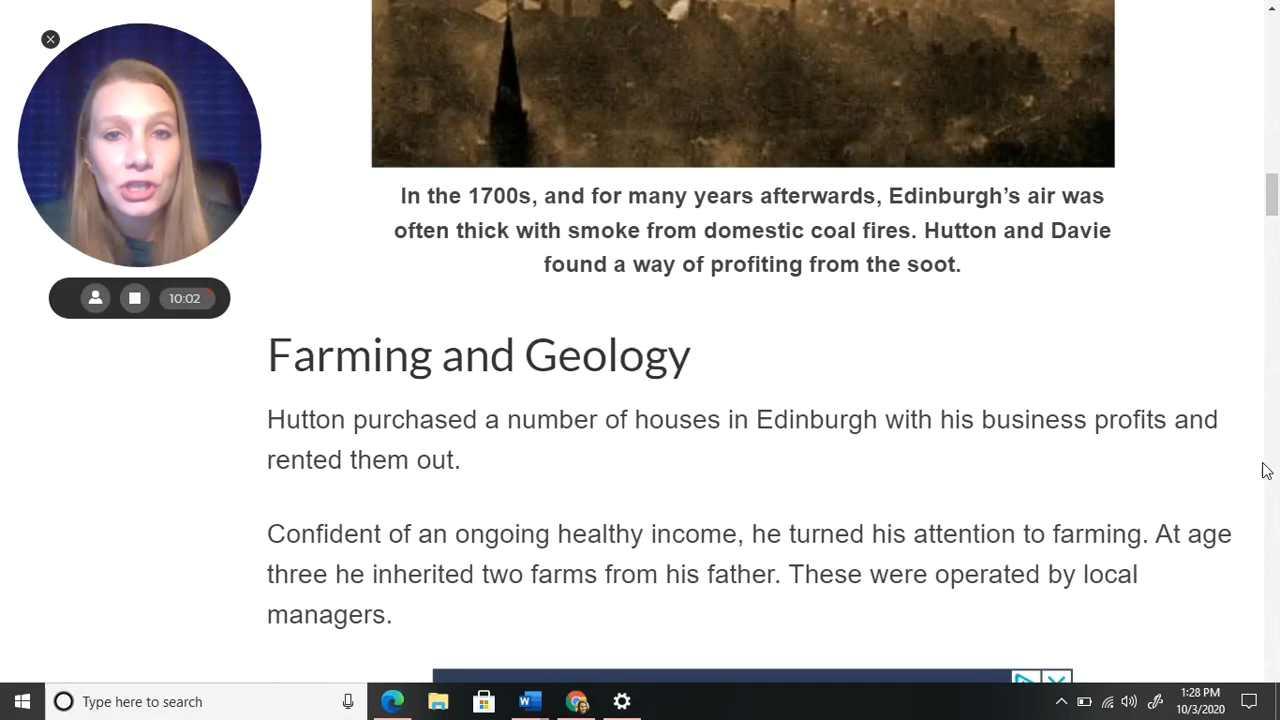 In the 1700s, and for many years afterwards, Edinburgh’s air was
often thick with smoke from domestic coal fires. Hutton and Davie
found a way of profiting from the soot.
10:02
Farming and Geology
Hutton purchased a number of houses in Edinburgh with his business profits and
rented them out.
Confident of an ongoing healthy income, he turned his attention to farming. At age
three he inherited two farms from his father. These were operated by local
managers.
Type here to search
1:28 PM
10/3/2020